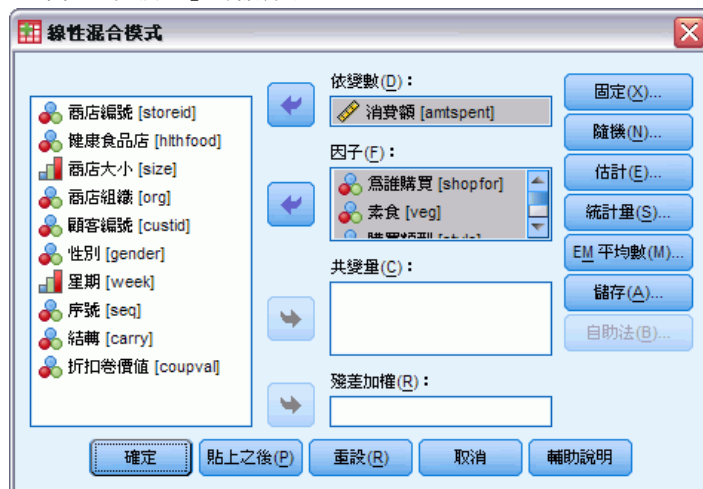 線性混合模式
商店編號 [storeid]
健康食品店 [hlthfood]
商店大小 [size]
商店組織 [org]
顧客編號 [custid]
性別 [gender]
星期 [week]
序號 [seq]
結轉 [carry]
折扣卷價值 [coupval]
依變數(D)：
消費額 [amtspent]
因子(F)：
爲誰購買 [shopfor]
素食 [veg]
共變量(C)：
殘差加權(R)：
固定(X)...
隨機(N)...
估計(E)...
統計量(S)...
EM 平均數(M)...
儲存(A)...
自助法(B)...
確定
貼上之後(P)
重設(R)
取消
輔助說明